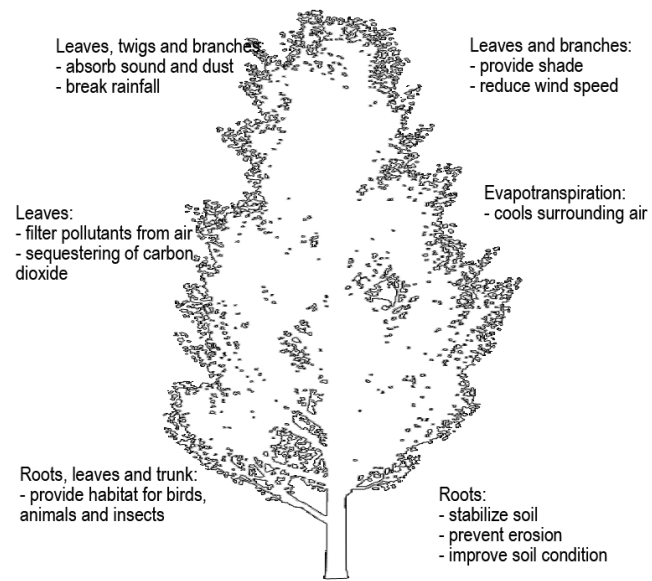 Leaves, twigs and branches:
- absorb sound and dust
- break rainfall
Leaves and branches:
- provide shade
- reduce wind speed
Leaves:
- filter pollutants from air
- sequestering of carbon
dioxide
Evapotranspiration:
- cools surrounding air
Roots, leaves and trunk:
- provide habitat for birds,
animals and insects
Roots:
- stabilize soil
- prevent erosion
- improve soil condition